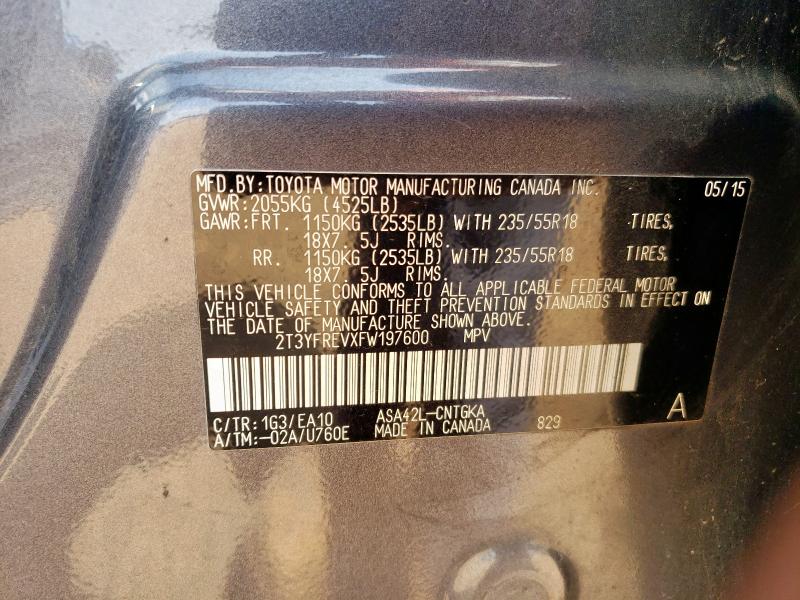 MFD.BY:TOYOTA MOTOR MANUFACTURING CANADA INC. 05/15
GVWR:2055KG (4525LB)
GAWR:FRT. 1150KG (2535LB) WITH 235/55R18 TIRES,
18X7.5J RIMS.
RR. 1150KG (2535LB) WITH 235/55R18 TIRES,
18X7.5J RIMS.
THIS VEHICLE CONFORMS TO ALL APPLICABLE FEDERAL MOTOR
VEHICLE SAFETY AND THEFT PREVENTION STANDARDS IN EFFECT ON
THE DATE OF MANUFACTURE SHOWN ABOVE.
2T3YFREVXFW197600 MPV
C/TR:1G3/EA10 ASA42L-CNTGKA 829 A
A/TM:-02A/U760E MADE IN CANADA